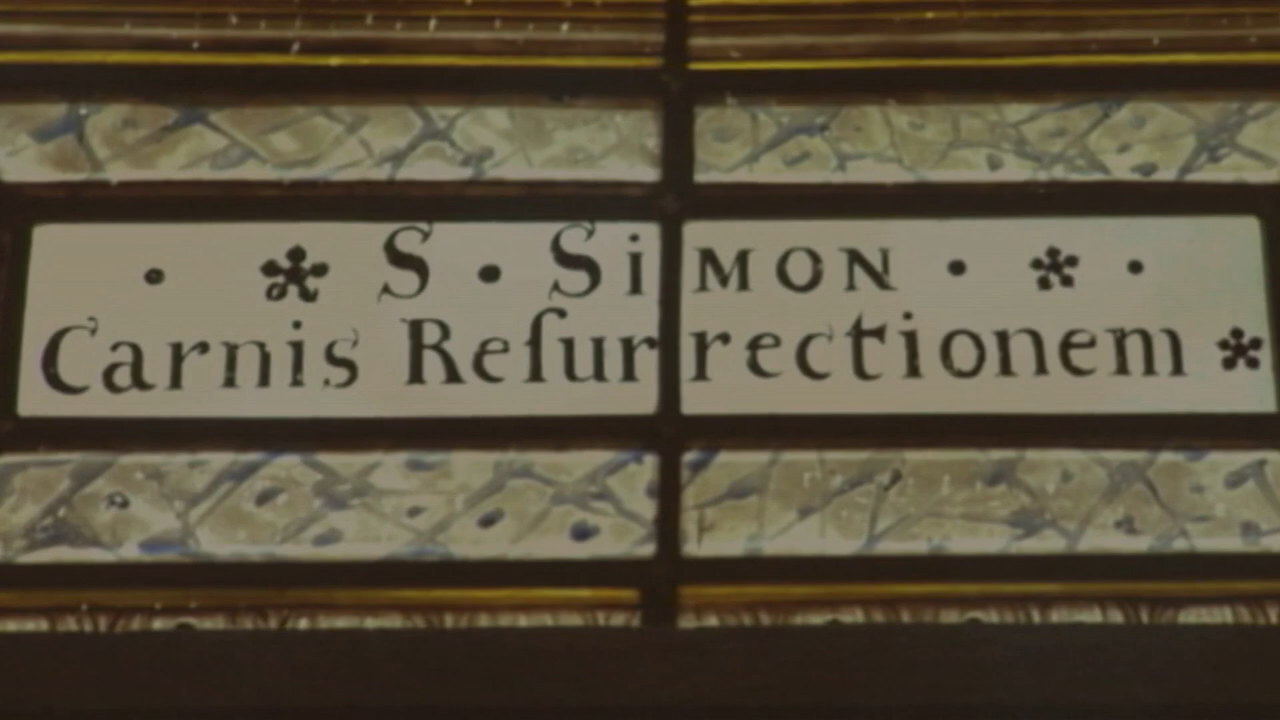 · * S · SiMON · * ·
Carnis Reſurrectionem *